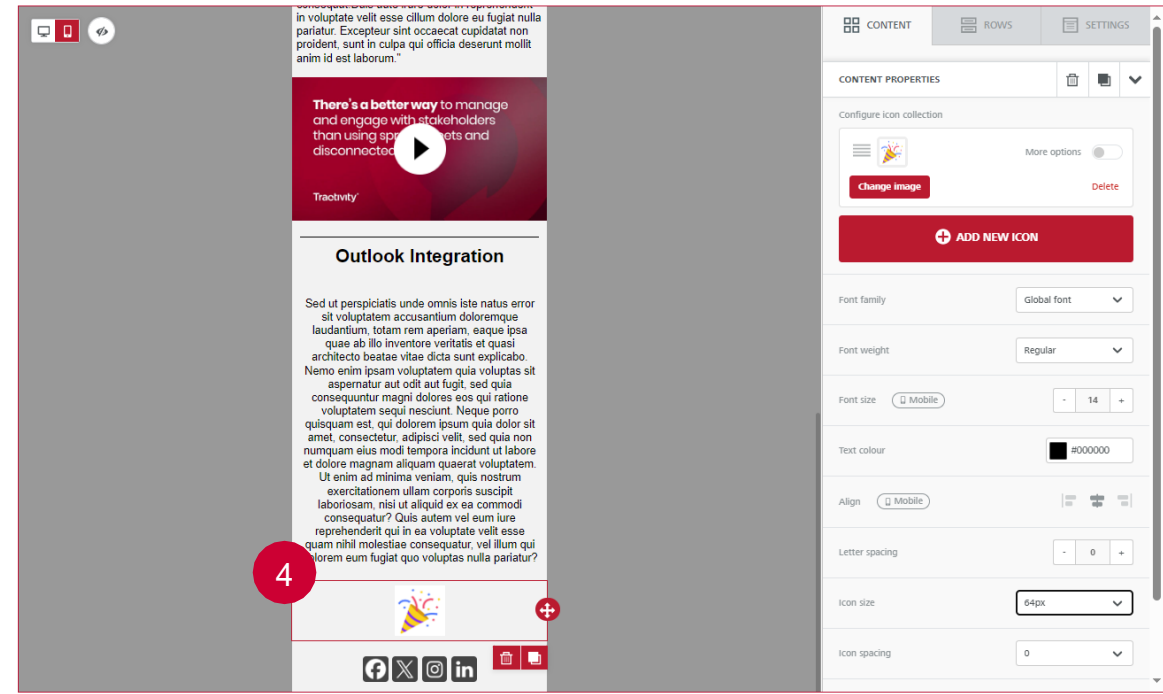 consequat. Duis aute irure dolor in reprehenderit
in voluptate velit esse cillum dolore eu fugiat nulla
pariatur. Excepteur sint occaecat cupidatat non
proident, sunt in culpa qui officia deserunt mollit
anim id est laborum."
There's a better way to manage
and engage with stakeholders
than using spr ets and
disconnected
Tractivity
Outlook Integration
Sed ut perspiciatis unde omnis iste natus error
sit voluptatem accusantium doloremque
laudantium, totam rem aperiam, eaque ipsa
quae ab illo inventore veritatis et quasi
architecto beatae vitae dicta sunt explicabo.
Nemo enim ipsam voluptatem quia voluptas sit
aspernatur aut odit aut fugit, sed quia
consequuntur magni dolores eos qui ratione
voluptatem sequi nesciunt. Neque porro
quisquam est, qui dolorem ipsum quia dolor sit
amet, consectetur, adipisci velit, sed quia non
numquam eius modi tempora incidunt ut labore
et dolore magnam aliquam quaerat voluptatem.
Ut enim ad minima veniam, quis nostrum
exercitationem ullam corporis suscipit
laboriosam, nisi ut aliquid ex ea commodi
consequatur? Quis autem vel eum iure
reprehenderit qui in ea voluptate velit esse
quam nihil molestiae consequatur, vel illum qui
dolorem eum fugiat quo voluptas nulla pariatur?
4
CONTENT
ROWS
SETTINGS
CONTENT PROPERTIES
Configure icon collection
More options
Change image
Delete
ADD NEW ICON
Font family
Global font
Font weight
Regular
Font size
Mobile
- 14 +
Text colour
#000000
Align
Mobile
Letter spacing
- 0 +
Icon size
64px
Icon spacing
0